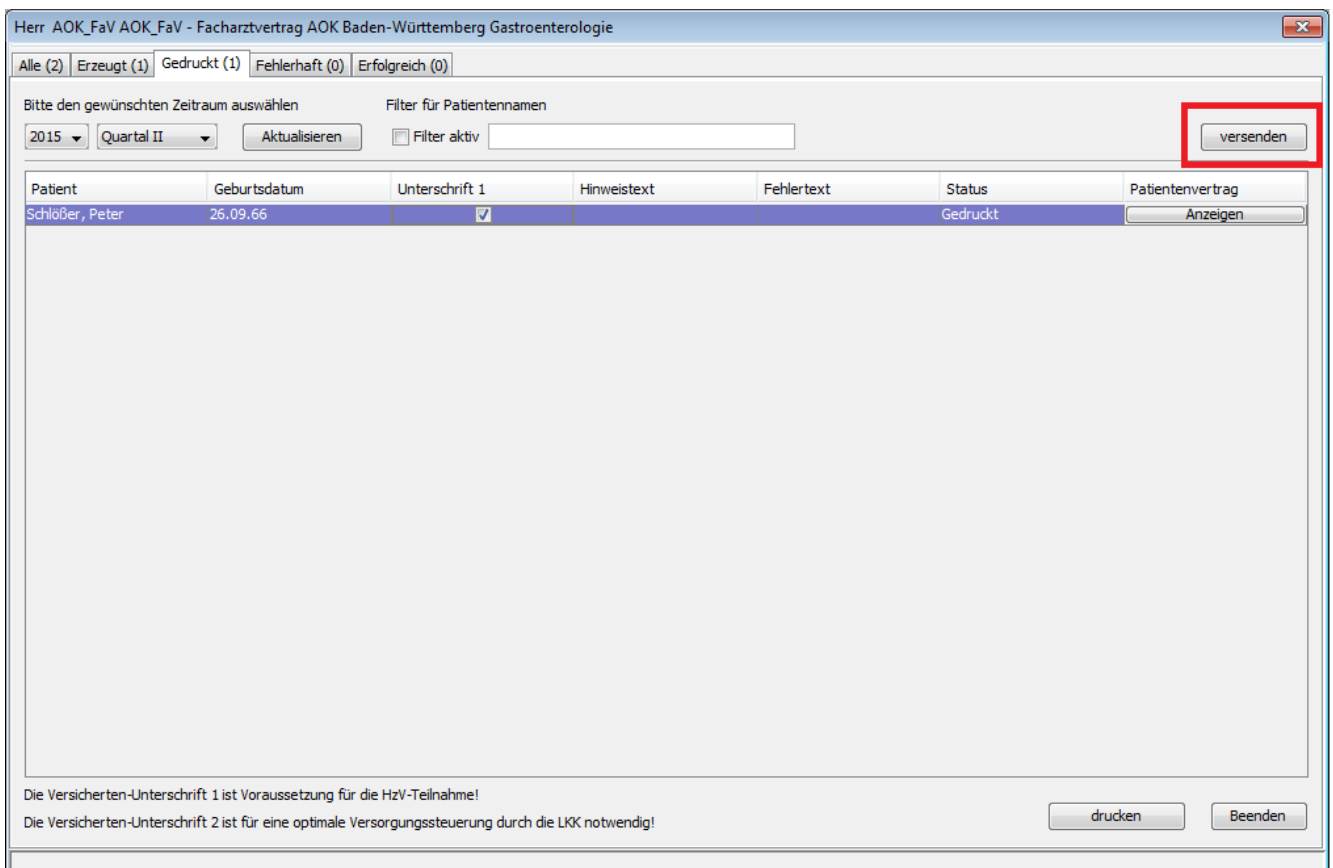 Herr AOK_FaV AOK_FaV - Facharztvertrag AOK Baden-Württemberg Gastroenterologie
Alle (2) Erzeugt (1) Gedruckt (1) Fehlerhaft (0) Erfolgreich (0)
Bitte den gewünschten Zeitraum auswählen Filter für Patientennamen
2015 Quartal II Aktualisieren Filter aktiv versenden
Patient Geburtsdatum Unterschrift 1 Hinweistext Fehlertext Status Patientenvertrag
Schlößer, Peter 26.09.66 Gedruckt Anzeigen
Die Versicherten-Unterschrift 1 ist Voraussetzung für die HzV-Teilnahme!
Die Versicherten-Unterschrift 2 ist für eine optimale Versorgungssteuerung durch die LKK notwendig!
drucken Beenden